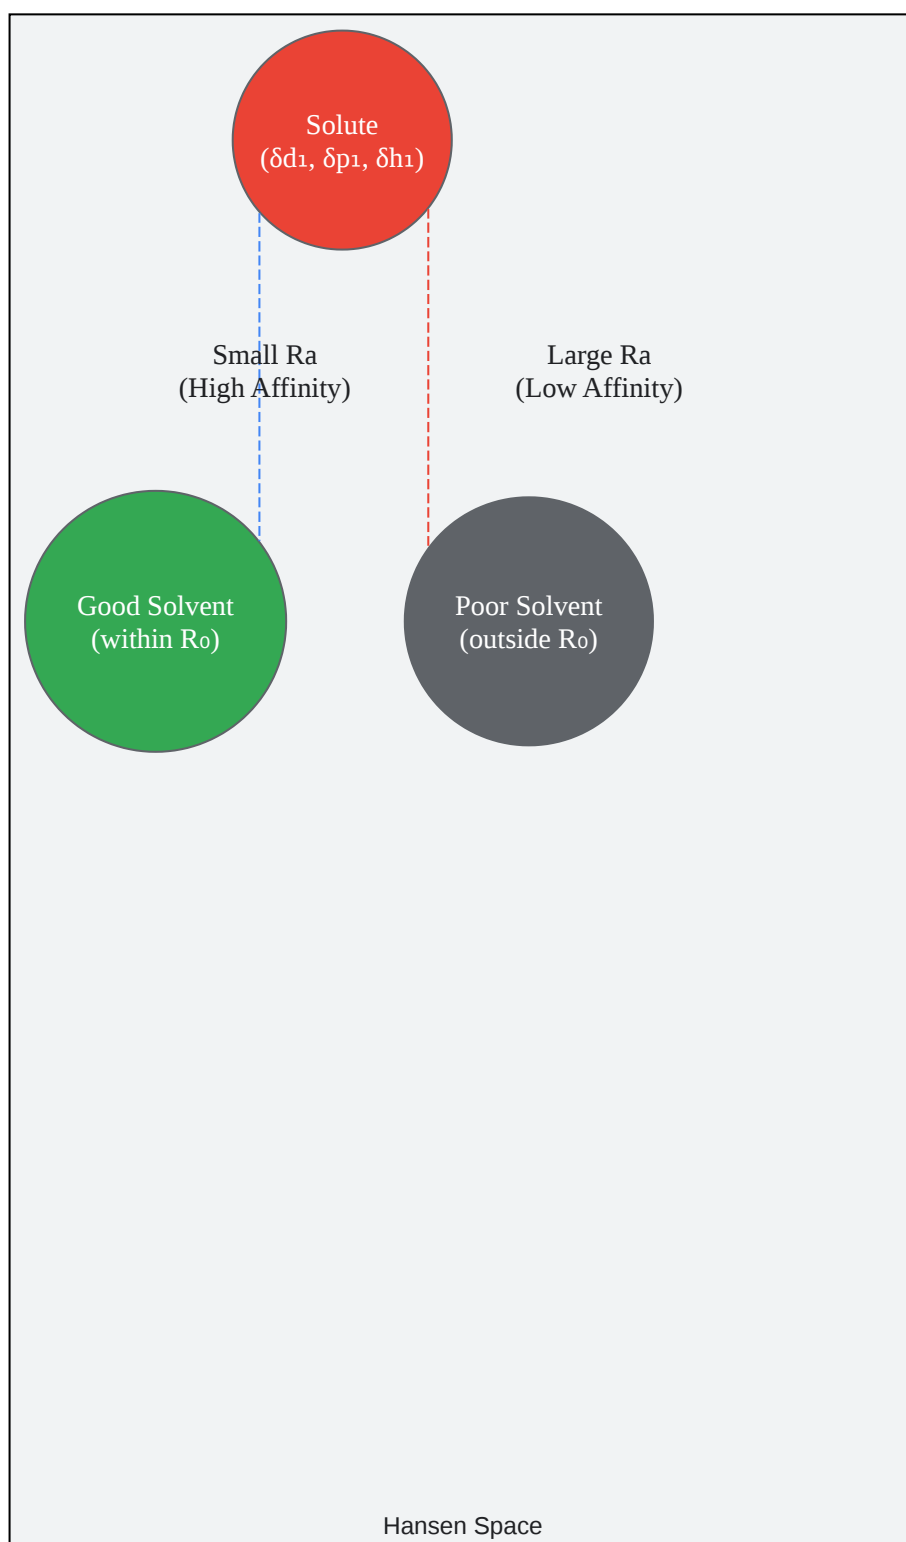 Solute
(δd₁, δp₁, δh₁)
Small Ra
(High Affinity)
Large Ra
(Low Affinity)
Good Solvent
(within R₀)
Poor Solvent
(outside R₀)
Hansen Space